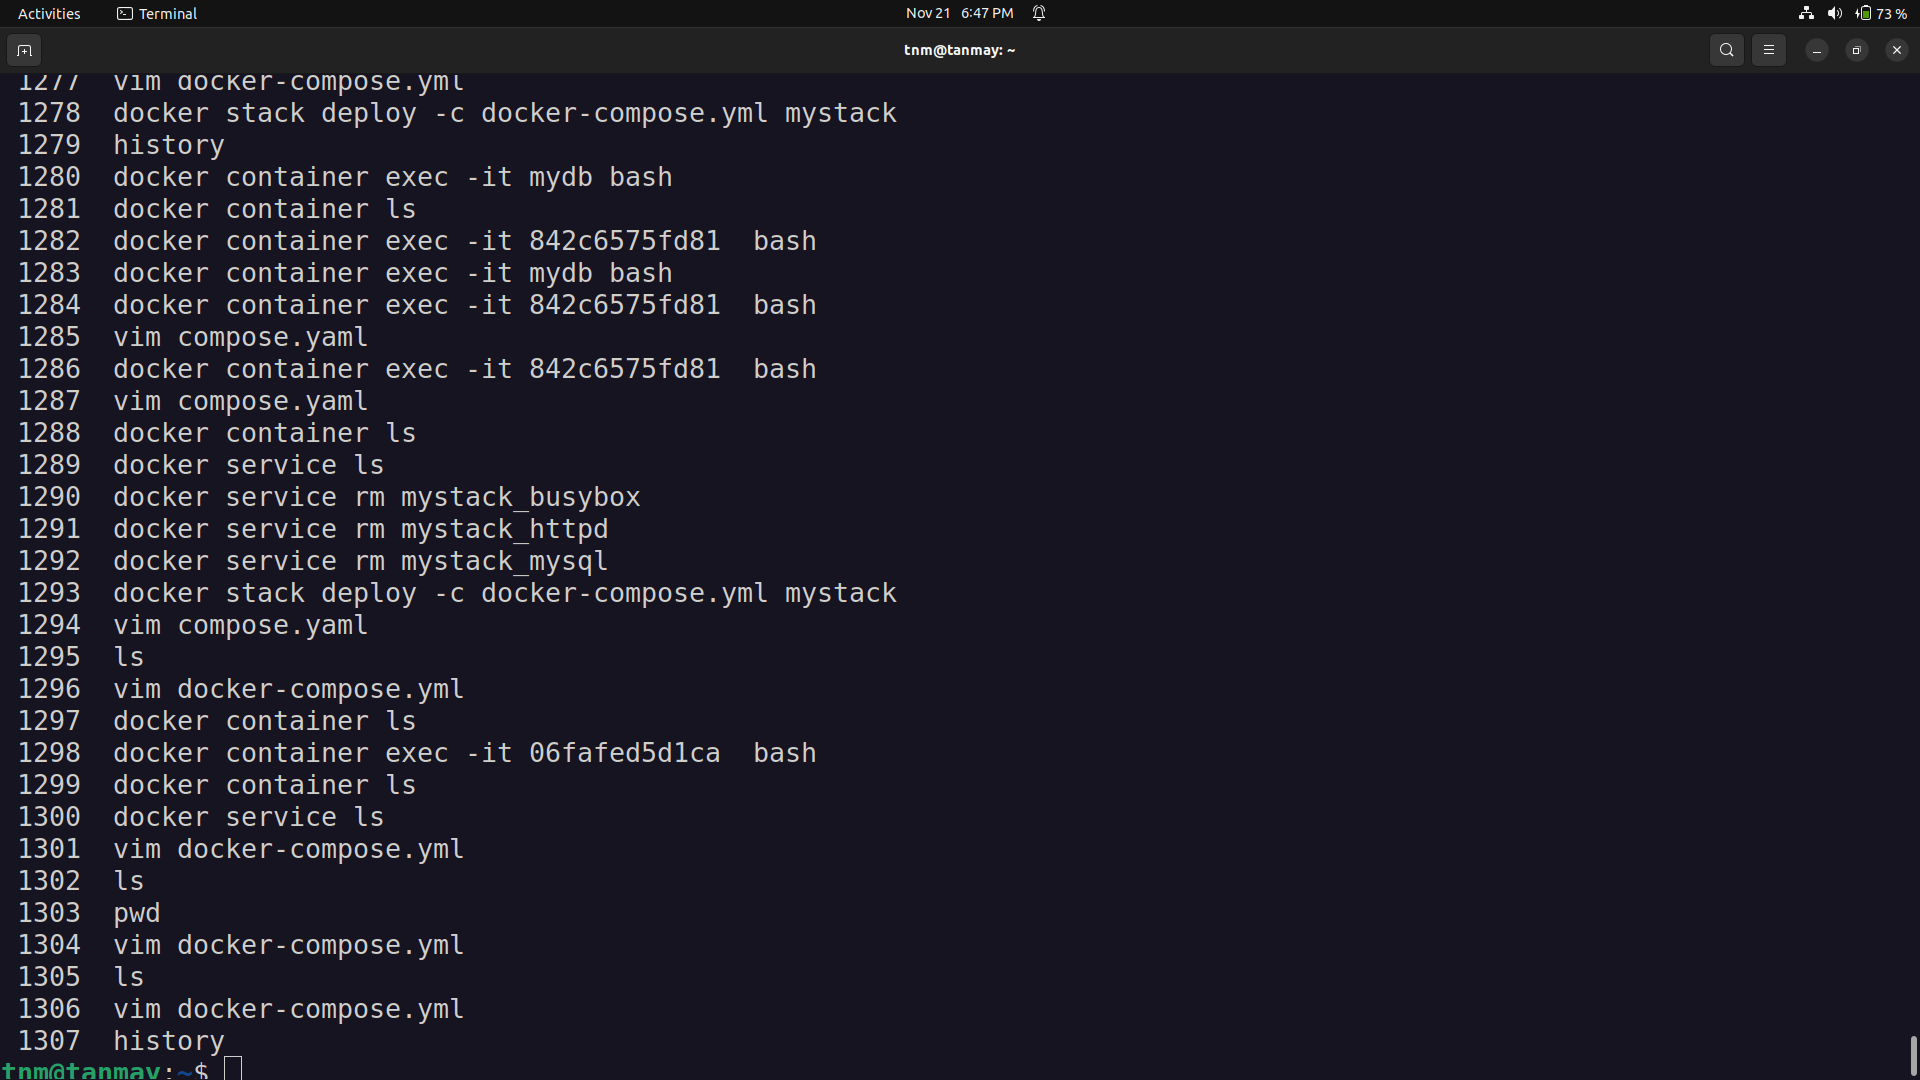 Activities Terminal Nov 21 6:47 PM 73 %
tnm@tanmay: ~
1277 vim docker-compose.yml
1278 docker stack deploy -c docker-compose.yml mystack
1279 history
1280 docker container exec -it mydb bash
1281 docker container ls
1282 docker container exec -it 842c6575fd81  bash
1283 docker container exec -it mydb bash
1284 docker container exec -it 842c6575fd81  bash
1285 vim compose.yaml
1286 docker container exec -it 842c6575fd81  bash
1287 vim compose.yaml
1288 docker container ls
1289 docker service ls
1290 docker service rm mystack_busybox
1291 docker service rm mystack_httpd
1292 docker service rm mystack_mysql
1293 docker stack deploy -c docker-compose.yml mystack
1294 vim compose.yaml
1295 ls
1296 vim docker-compose.yml
1297 docker container ls
1298 docker container exec -it 06fafed5d1ca  bash
1299 docker container ls
1300 docker service ls
1301 vim docker-compose.yml
1302 ls
1303 pwd
1304 vim docker-compose.yml
1305 ls
1306 vim docker-compose.yml
1307 history
tnm@tanmay:~$